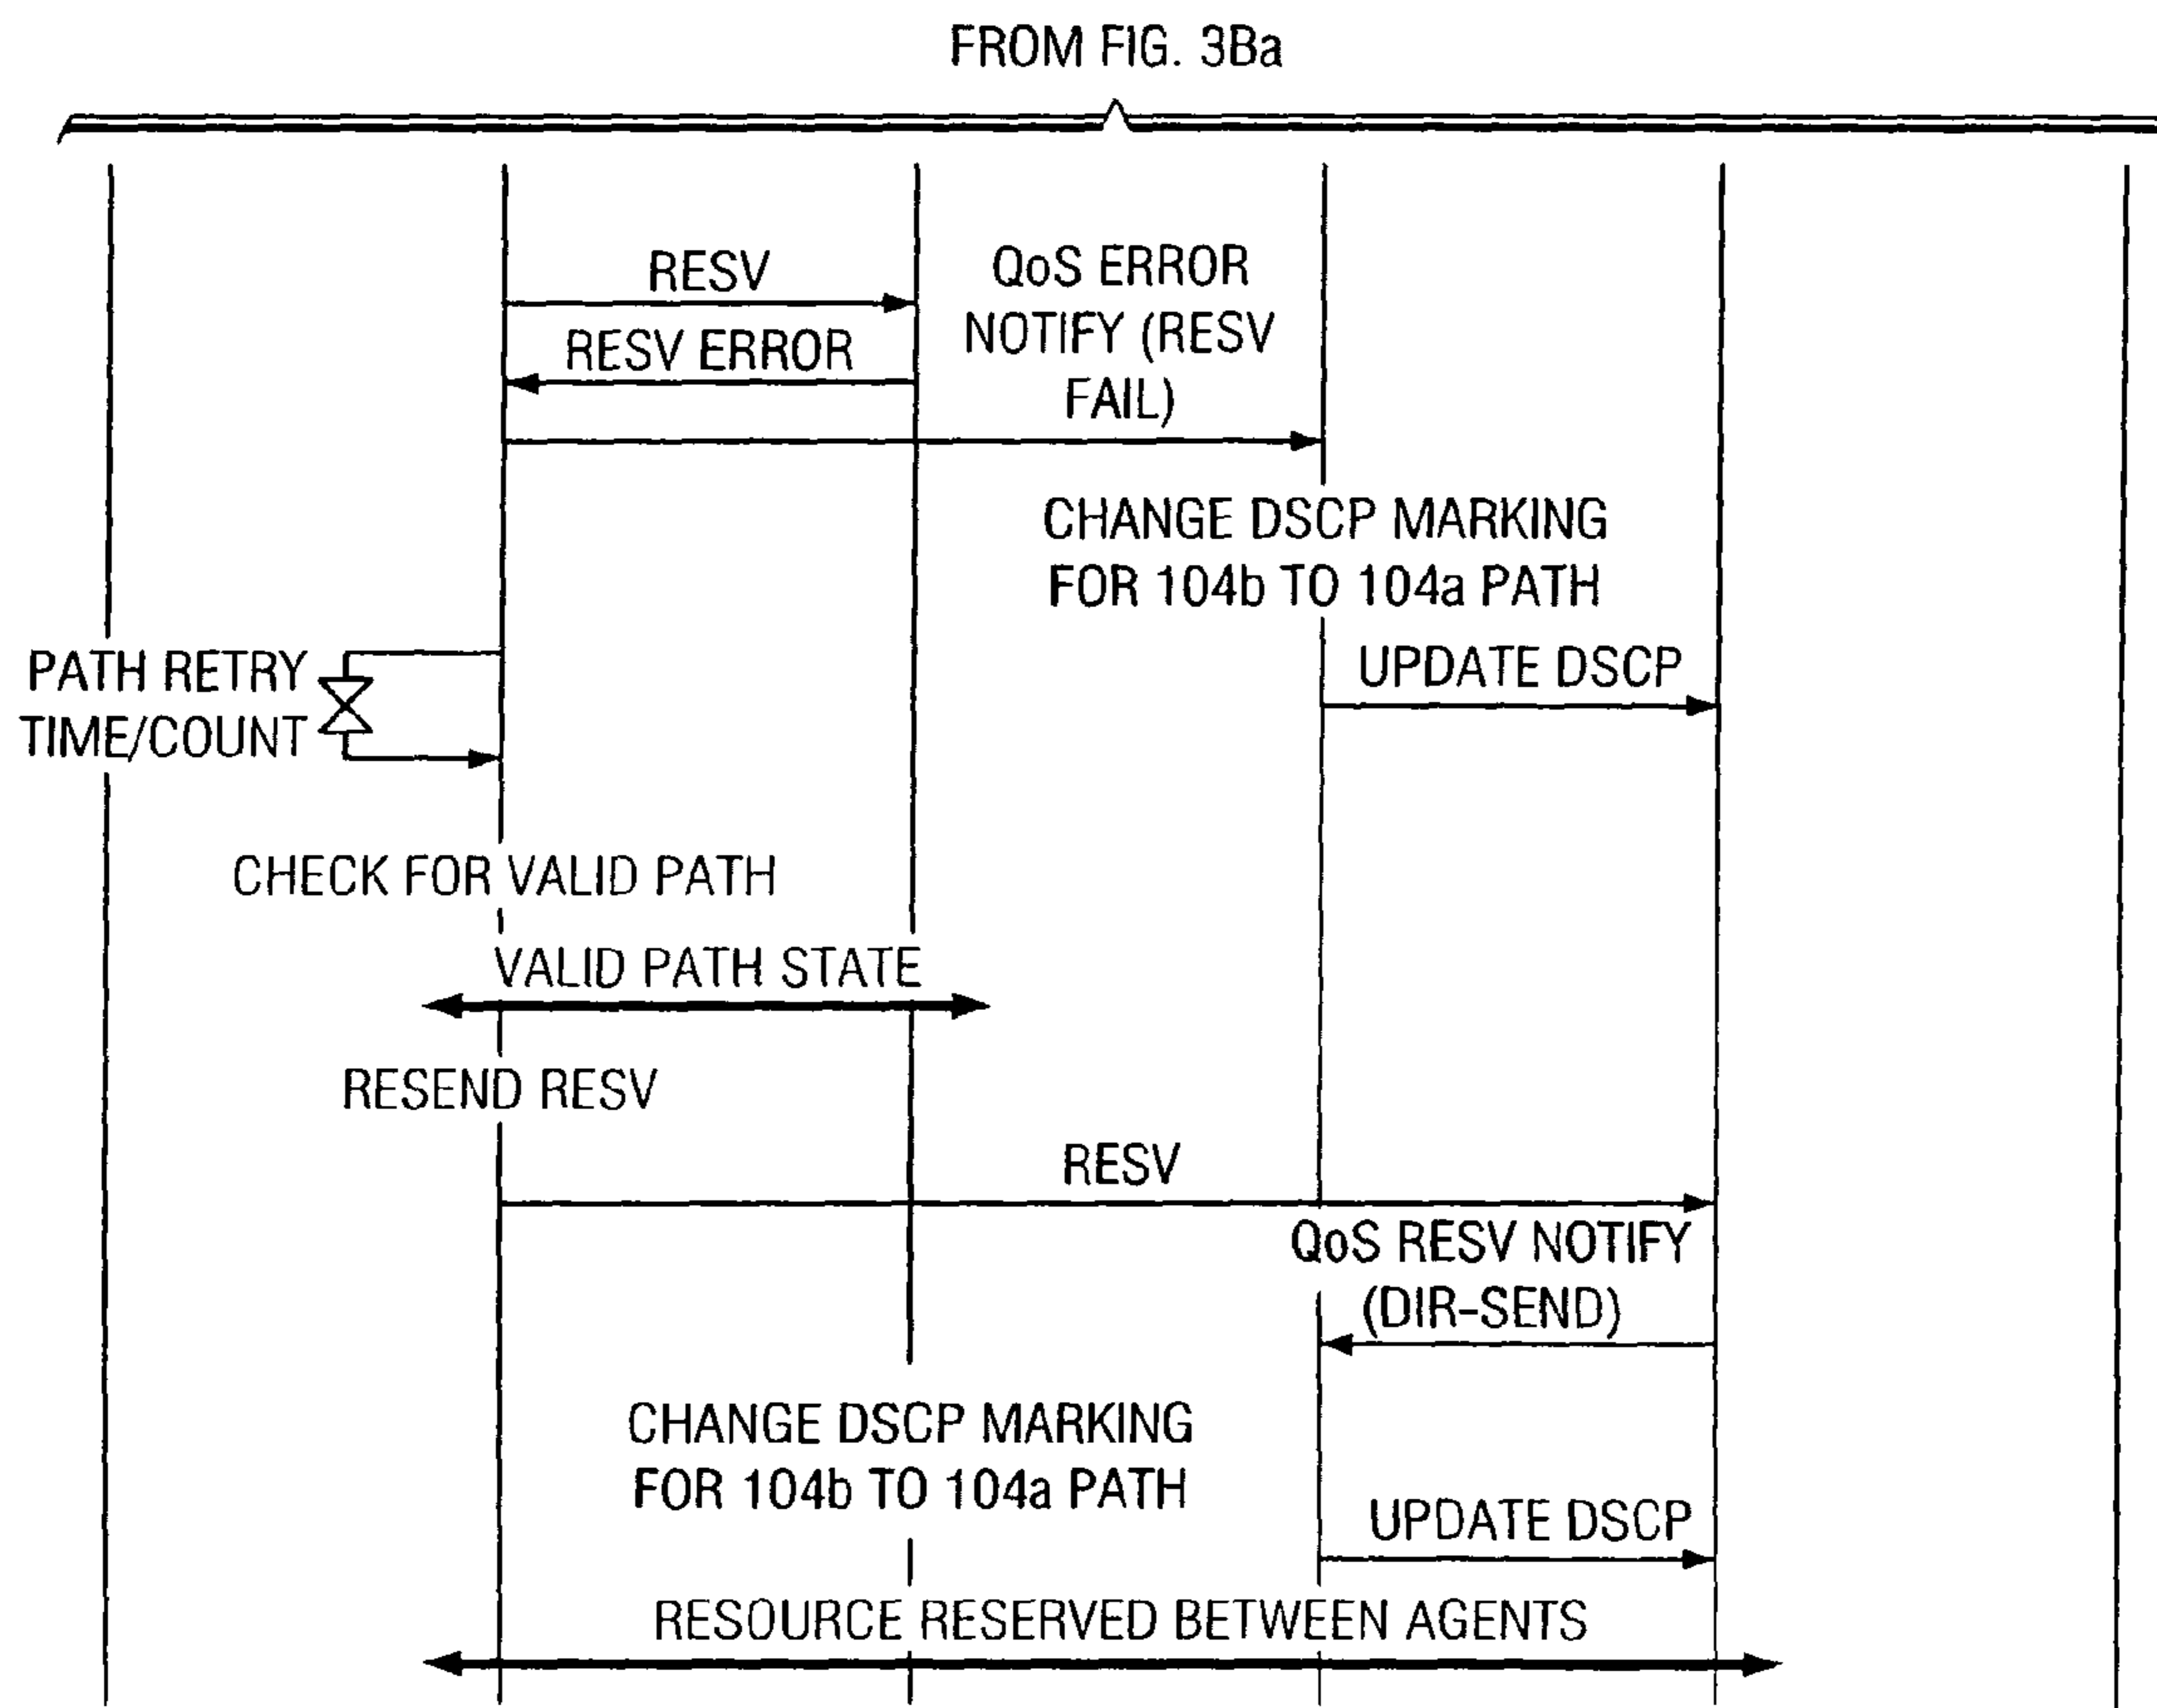 FROM FIG. 3Ba
RESV
QoS ERROR
NOTIFY (RESV
FAIL)
RESV ERROR
CHANGE DSCP MARKING
FOR 104b TO 104a PATH
PATH RETRY
TIME/COUNT
UPDATE DSCP
CHECK FOR VALID PATH
VALID PATH STATE
RESEND RESV
RESV
QoS RESV NOTIFY
(DIR-SEND)
CHANGE DSCP MARKING
FOR 104b TO 104a PATH
UPDATE DSCP
RESOURCE RESERVED BETWEEN AGENTS